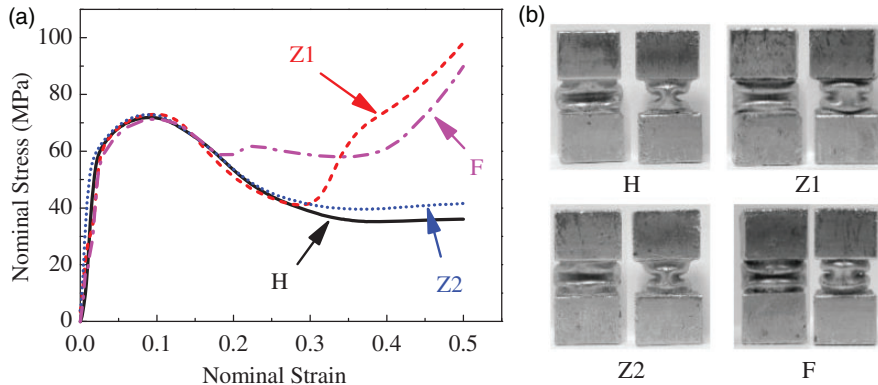 (a)
Nominal Stress (MPa)
100
80
60
40
20
0
0.0 0.1 0.2 0.3 0.4 0.5
Nominal Strain
Z1
F
H
Z2
(b)
H Z1
Z2 F